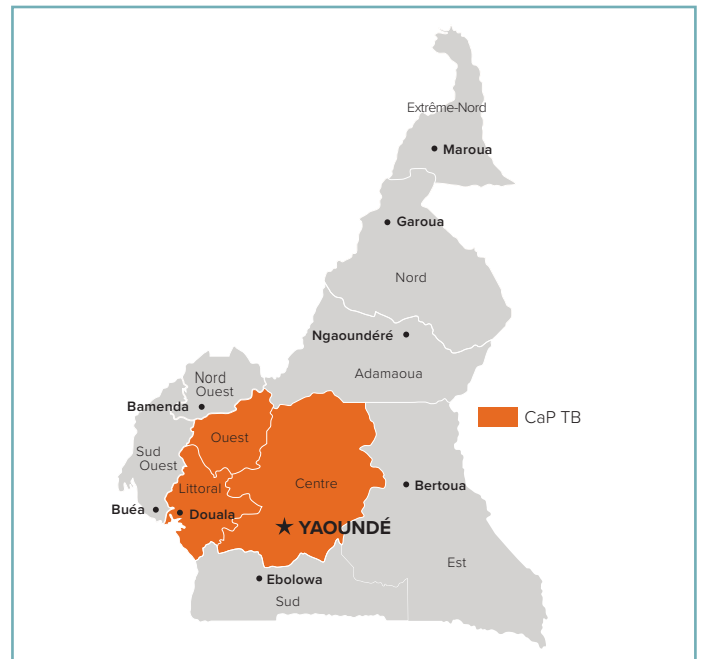 Extrême-Nord
Maroua
Garoua
Nord
Ngaoundéré
Adamaoua
Nord
Ouest
Bamenda
CaP TB
Ouest
Sud
Ouest
Littoral
Centre
Bertoua
Buéa
Douala
YAOUNDÉ
Est
Ebolowa
Sud